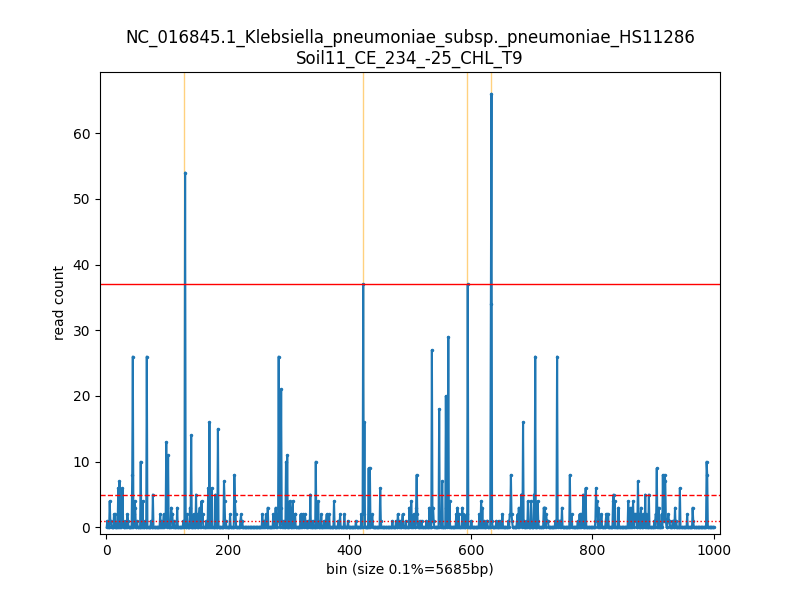 NC_016845.1_Klebsiella_pneumoniae_subsp._pneumoniae_HS11286
Soil11_CE_234_-25_CHL_T9
60
50
40
30
20
10
0
read count
0 200 400 600 800 1000
bin (size 0.1%=5685bp)